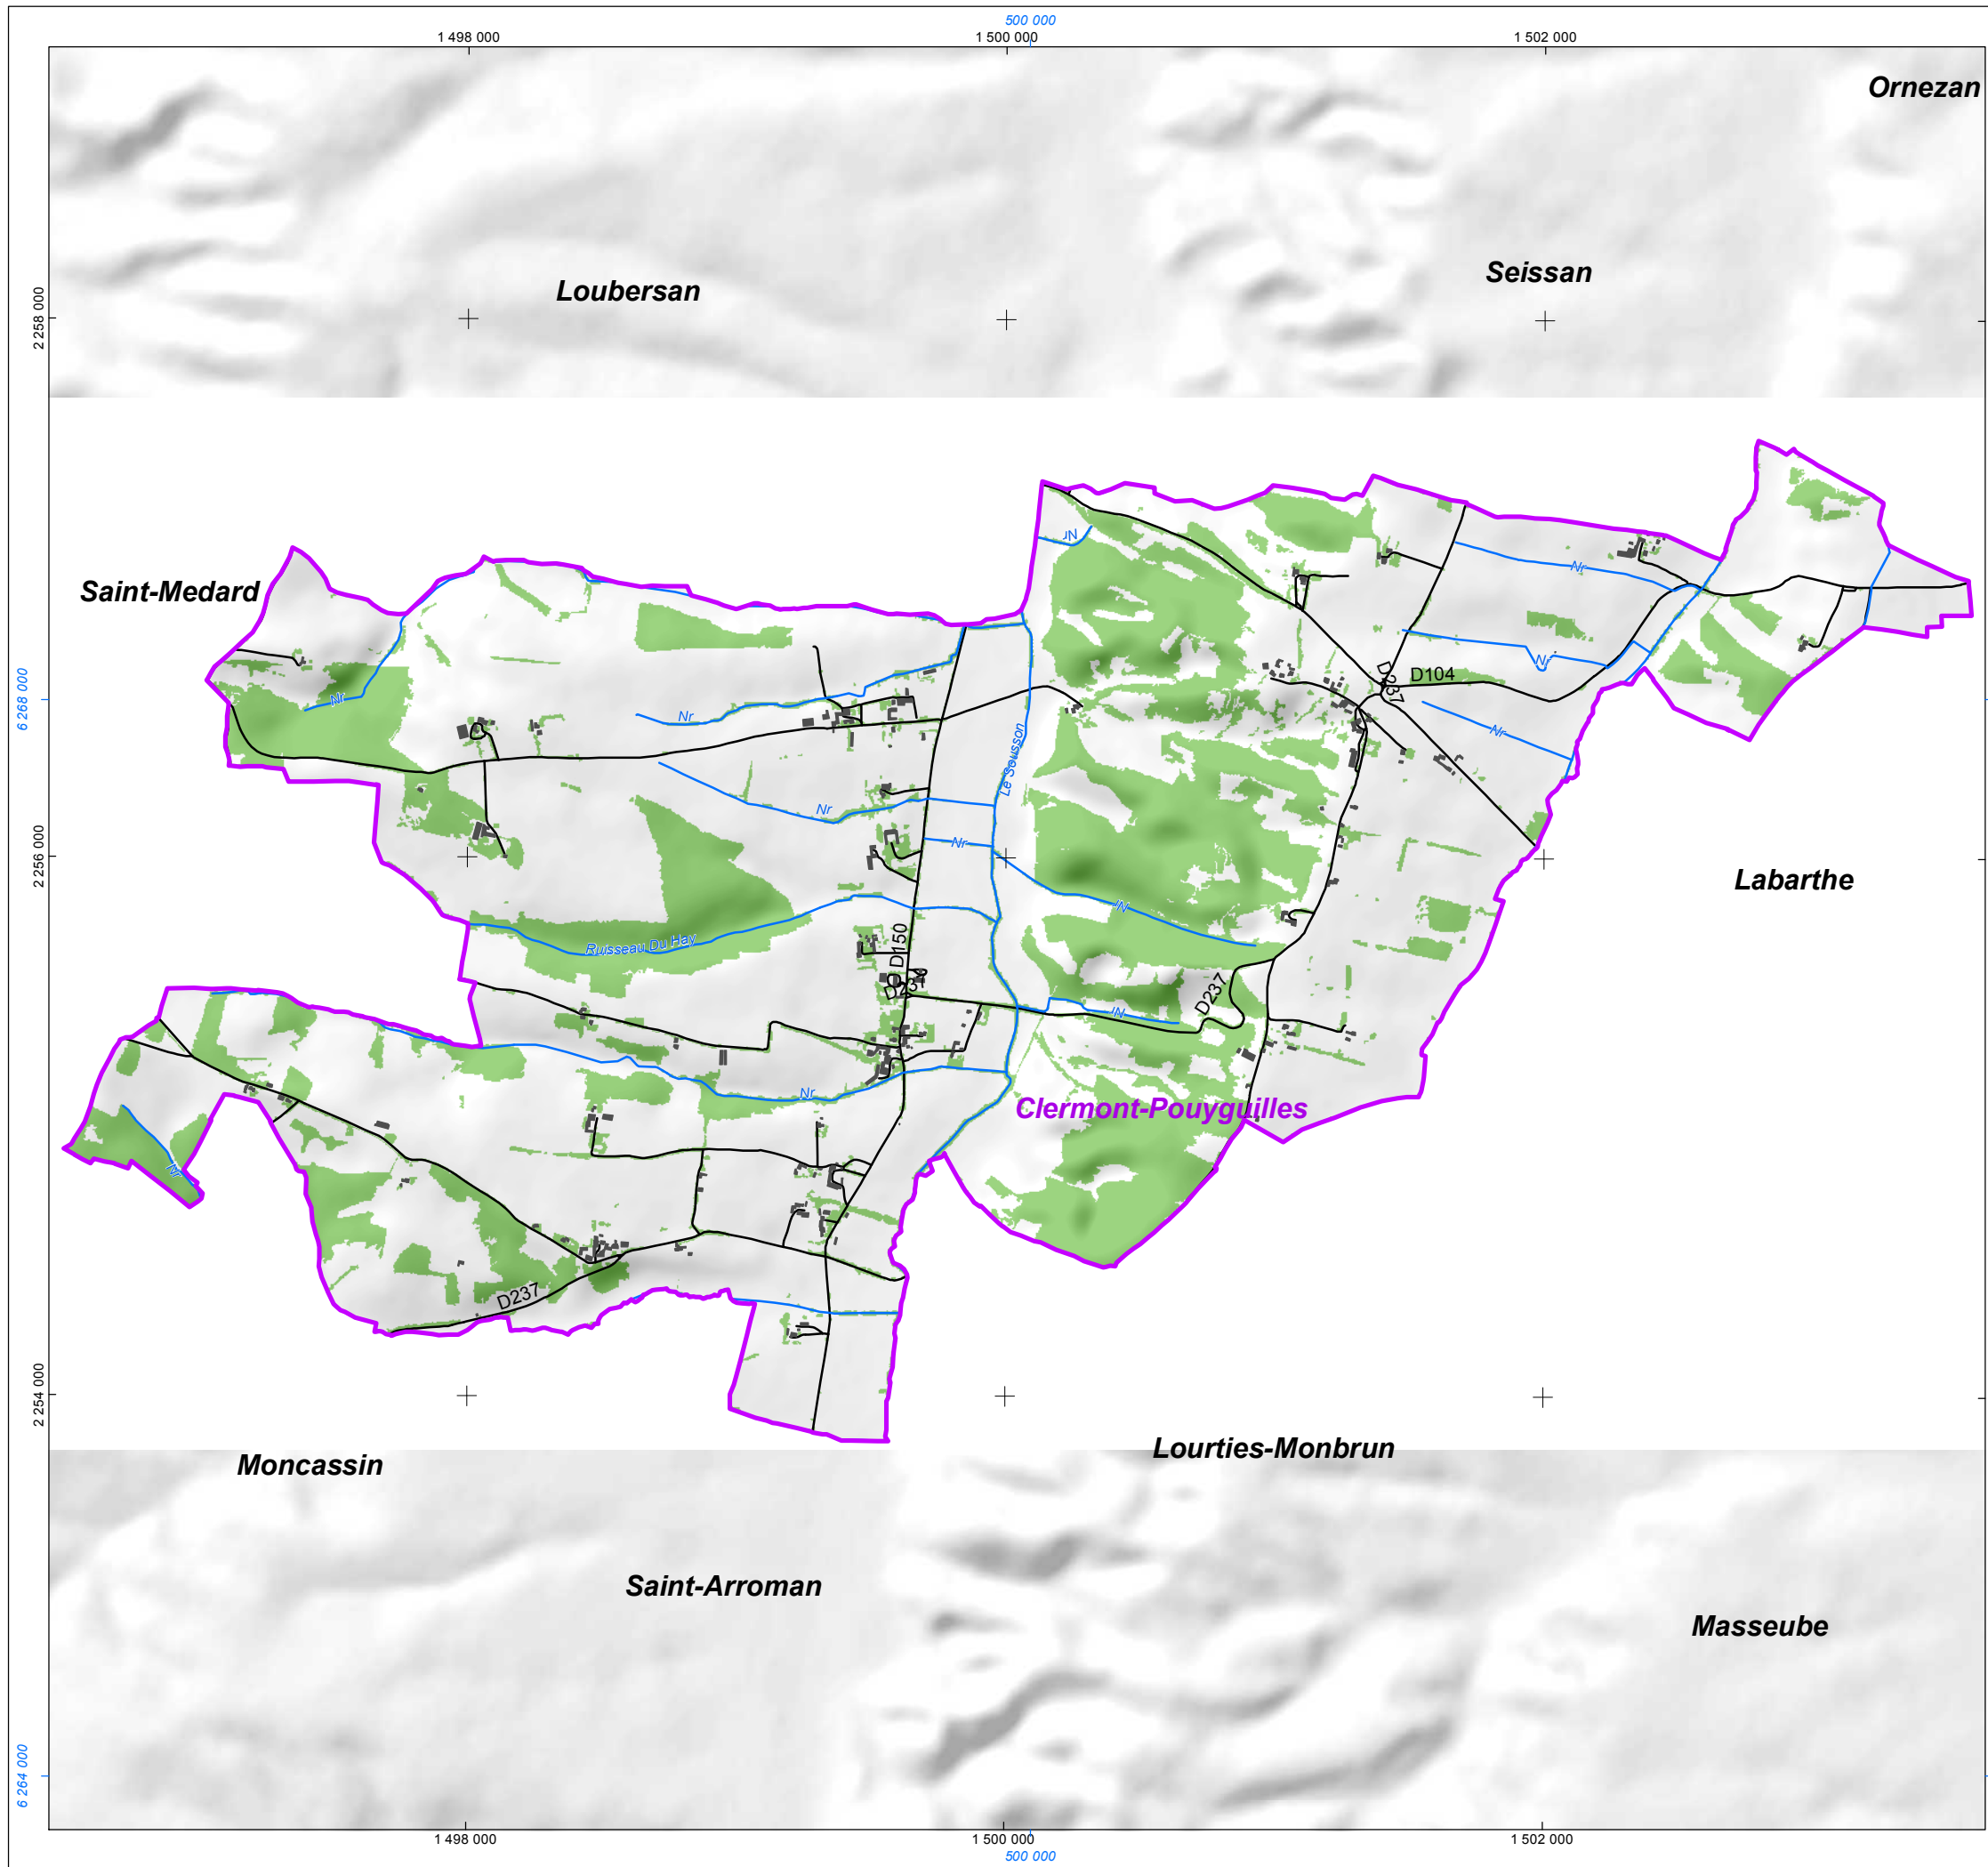 500 000
1 498 000
1 500 000
1 502 000
Ornezan
Seissan
Loubersan
2 258 000
Nr
Nr
Saint-Medard
Nr
D237
D104
6 268 000
Nr
Nr
Nr
Le Sousson
Nr
2 256 000
Nr
Labarthe
Nr
Ruisseau Du Hay
D150
D237
D237
Nr
Nr
Clermont-Pouyguilles
Nr
D237
2 254 000
Lourties-Monbrun
Moncassin
Saint-Arroman
Masseube
6 264 000
1 498 000
1 500 000
1 502 000
500 000